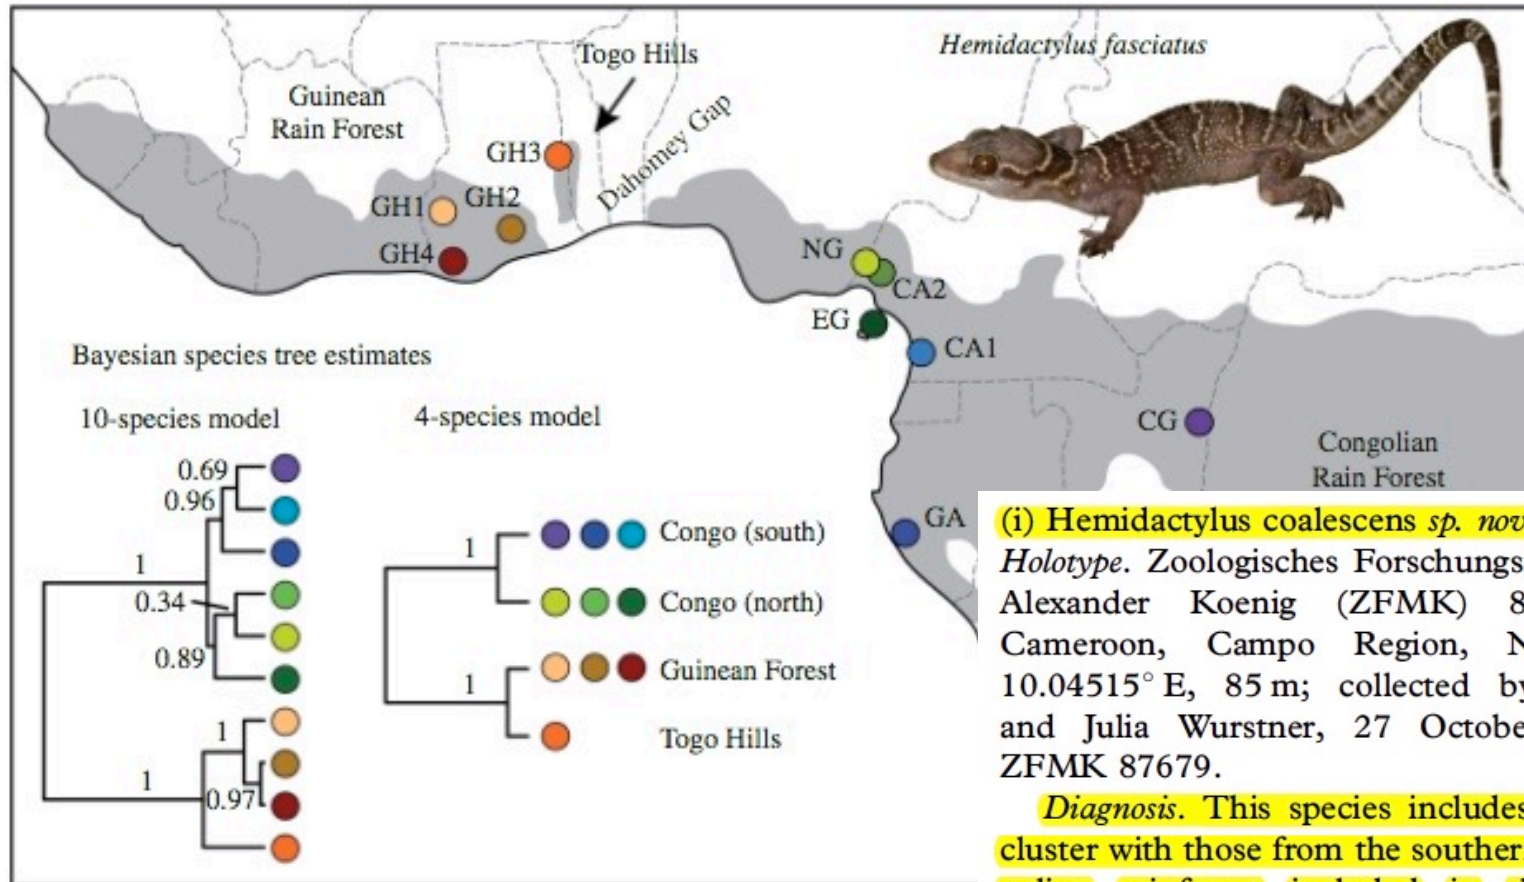 Hemidactylus fasciatus
Togo Hills
Guinean
Rain Forest
Dahomey Gap
GH3
GH1
GH2
GH4
NG
CA2
EG
CA1
CG
Congolian
Rain Forest
GA
Bayesian species tree estimates
10-species model
0.69
0.96
1
0.34
0.89
1
1
0.97
4-species model
1
Congo (south)
Congo (north)
1
Guinean Forest
Togo Hills
(i) Hemidactylus coalescens sp. nov
Holotype. Zoologisches Forschungs
Alexander Koenig (ZFMK) 8
Cameroon, Campo Region, N
10.04515° E, 85 m; collected by
and Julia Wurstner, 27 Octobe
ZFMK 87679.
Diagnosis. This species includes
cluster with those from the souther